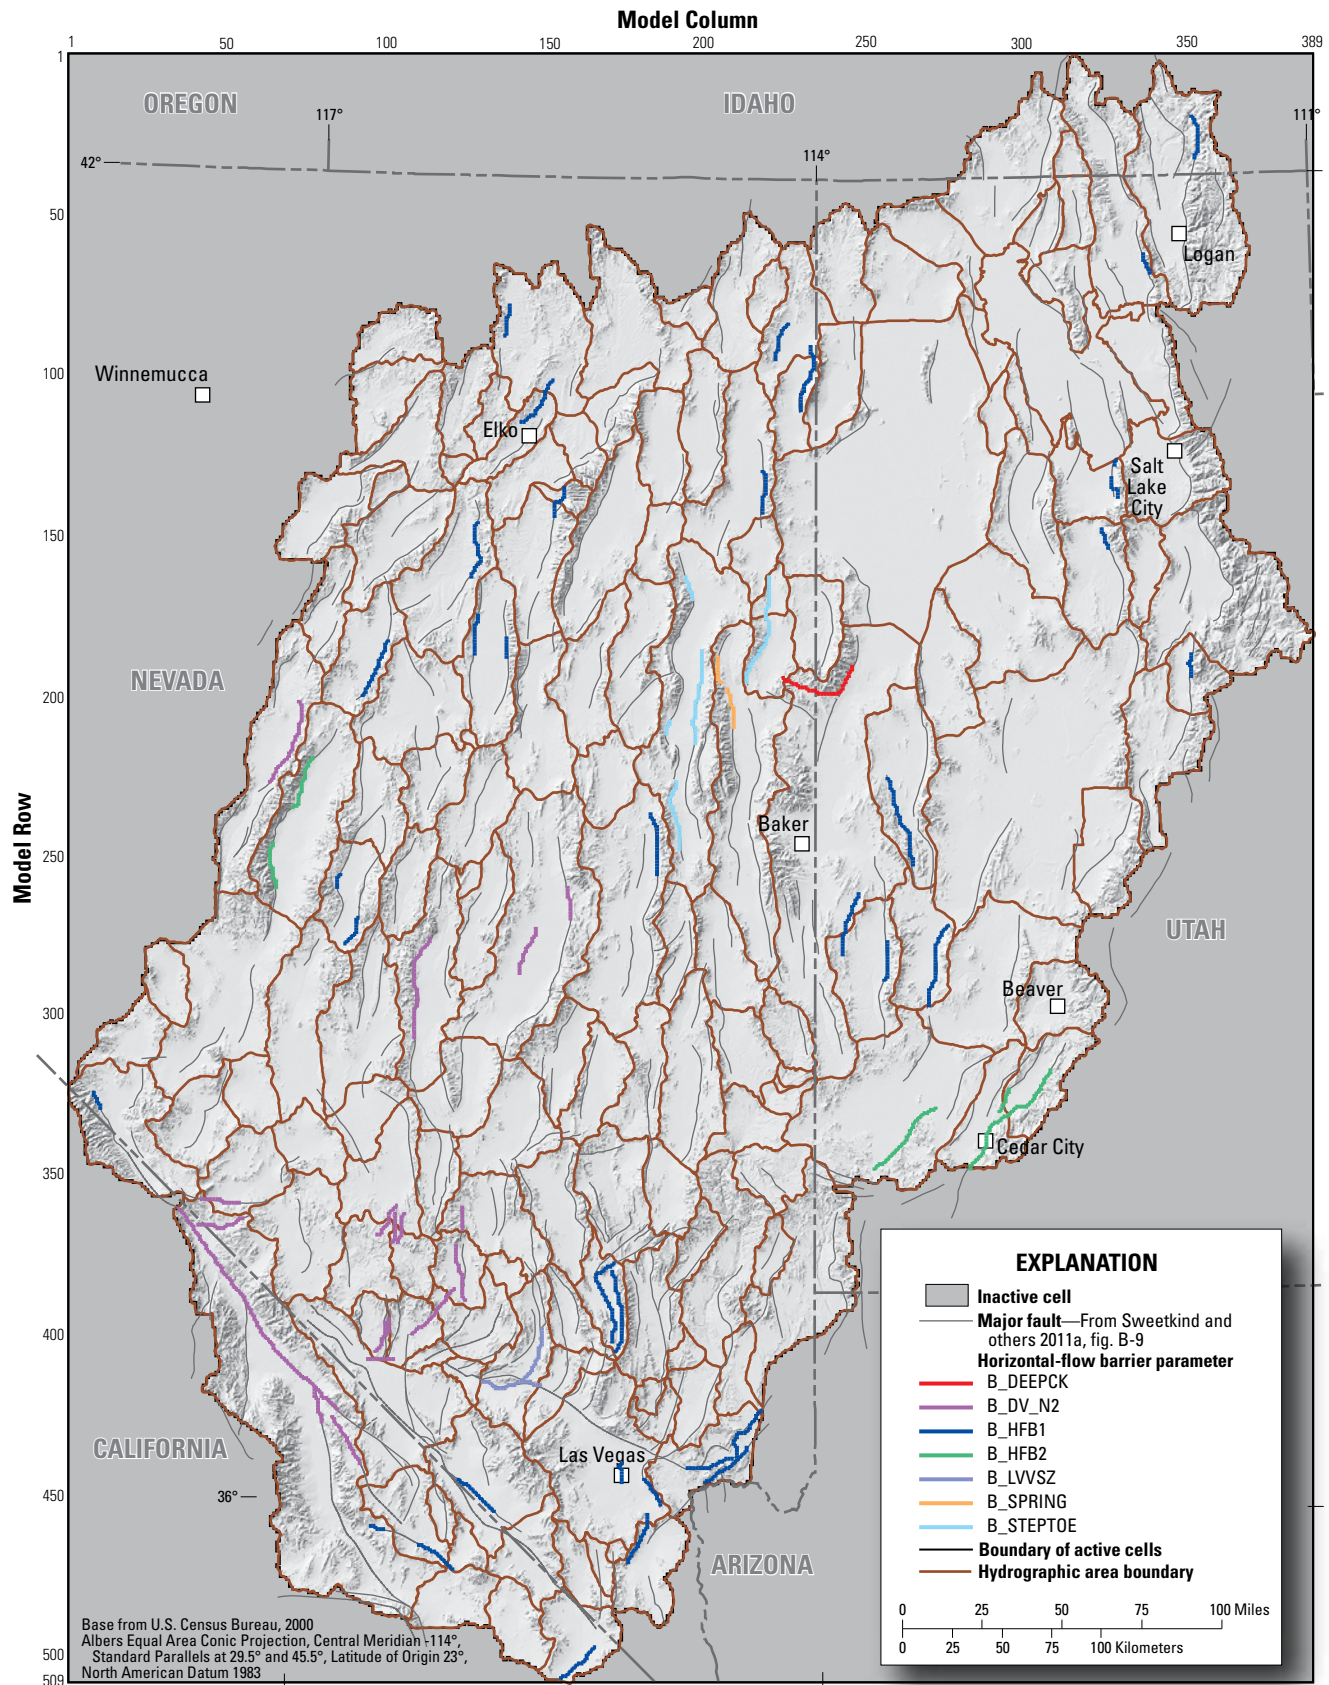 Model Column
1 50 100 150 200 250 300 350 389
1
OREGON
IDAHO
117°
111°
42°
114°
50
Logan
100
Winnemucca
Elko
Salt
Lake
City
150
NEVADA
200
Baker
Model Row
250
UTAH
Beaver
300
Cedar City
350
400
CALIFORNIA
Las Vegas
36°
450
ARIZONA
500
509
EXPLANATION
Inactive cell
Major fault—From Sweetkind and
others 2011a, fig. B-9
Horizontal-flow barrier parameter
B_DEEPCK
B_DV_N2
B_HFB1
B_HFB2
B_LVVSZ
B_SPRING
B_STEPTOE
Boundary of active cells
Hydrographic area boundary
0 25 50 75 100 Miles
0 25 50 75 100 Kilometers
Base from U.S. Census Bureau, 2000
Albers Equal Area Conic Projection, Central Meridian -114°,
Standard Parallels at 29.5° and 45.5°, Latitude of Origin 23°,
North American Datum 1983